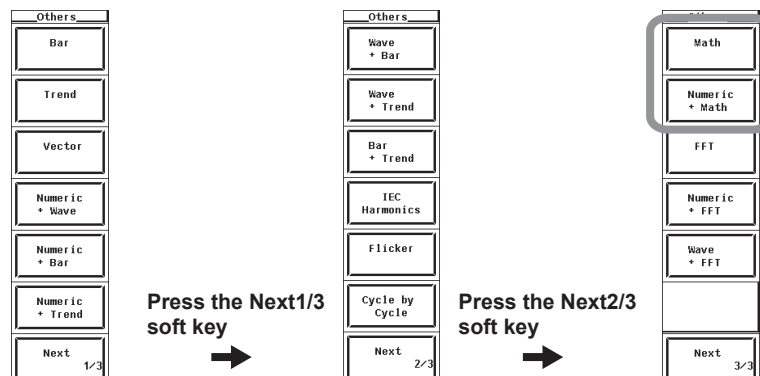 Others
Bar
Trend
Vector
Numeric
+ Wave
Numeric
+ Bar
Numeric
+ Trend
Next
1/3
Press the Next1/3
soft key
Others
Wave
+ Bar
Wave
+ Trend
Bar
+ Trend
IEC
Harmonics
Flicker
Cycle by
Cycle
Next
2/3
Press the Next2/3
soft key
Math
Numeric
+ Math
FFT
Numeric
+ FFT
Wave
+ FFT
Next
3/3